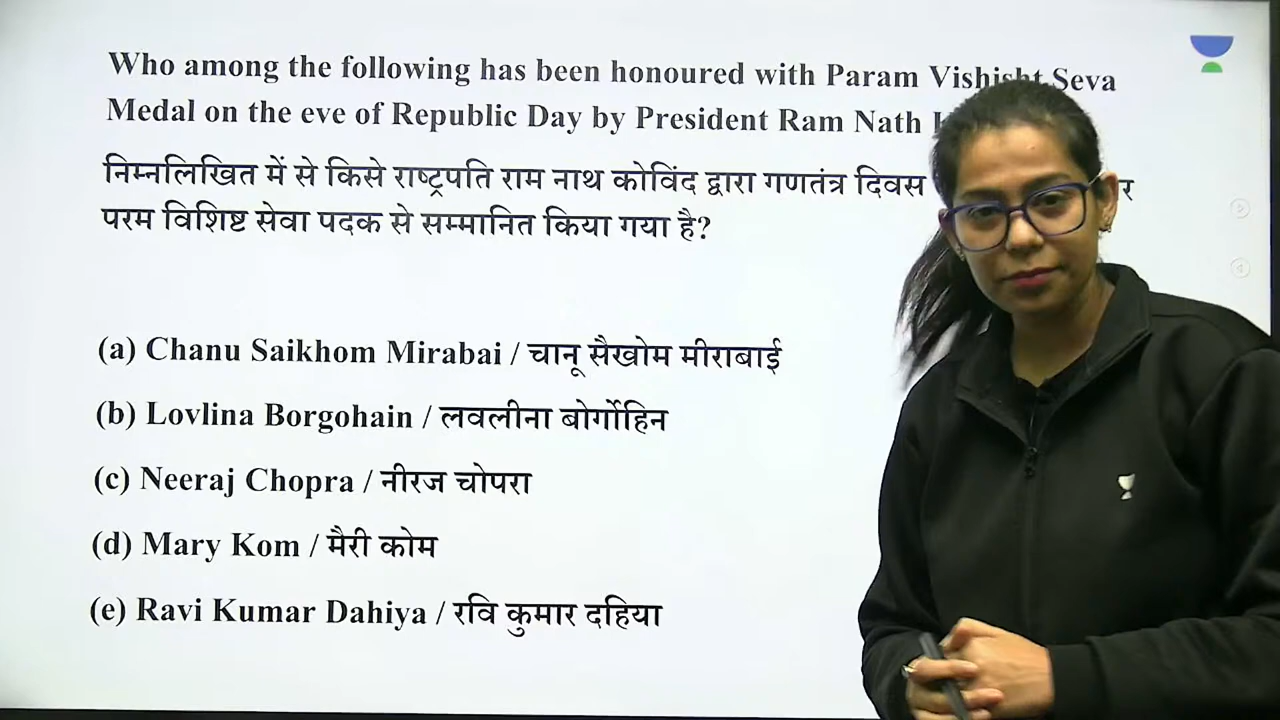 Who among the following has been honoured with Param Vishisht Seva
Medal on the eve of Republic Day by President Ram Nath
निम्नलिखित में से किसे राष्ट्रपति राम नाथ कोविंद द्वारा गणतंत्र दिवस
परम विशिष्ट सेवा पदक से सम्मानित किया गया है?
(a) Chanu Saikhom Mirabai / चानू सैखोम मीराबाई
(b) Lovlina Borgohain / लवलीना बोर्गोहिन
(c) Neeraj Chopra / नीरज चोपरा
(d) Mary Kom / मैरी कोम
(e) Ravi Kumar Dahiya / रवि कुमार दहिया